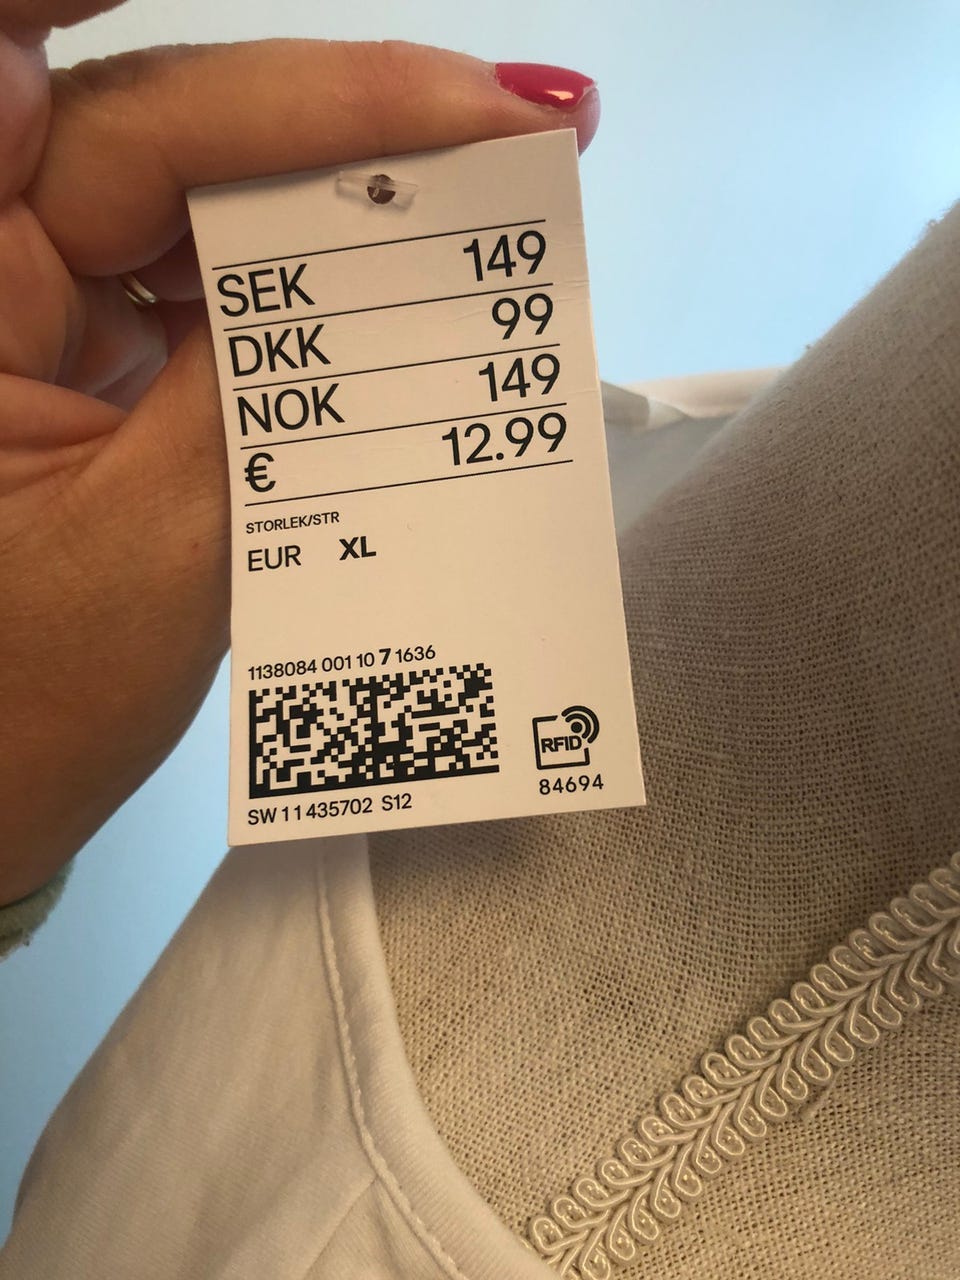 SEK 149
DKK 99
NOK 149
€ 12.99
STORLEK/STR
EUR XL
1138084 001 10 7 1636
RFID
84694
SW 11 435702 S12